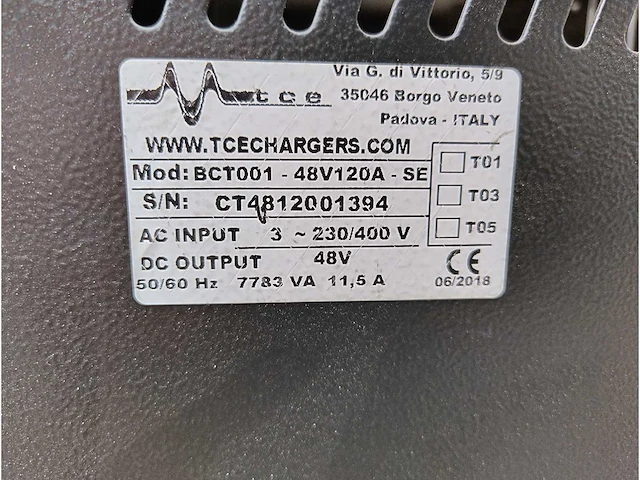 tce
Via G. di Vittorio, 5/9
35046 Borgo Veneto
Padova - ITALY
WWW.TCECHARGERS.COM
Mod: BCT001 - 48V120A - SE
S/N: CT4812001394
AC INPUT 3 ~ 230/400 V
DC OUTPUT 48V
50/60 Hz 7783 VA 11,5 A
T01
T03
T05
CE
06/2018